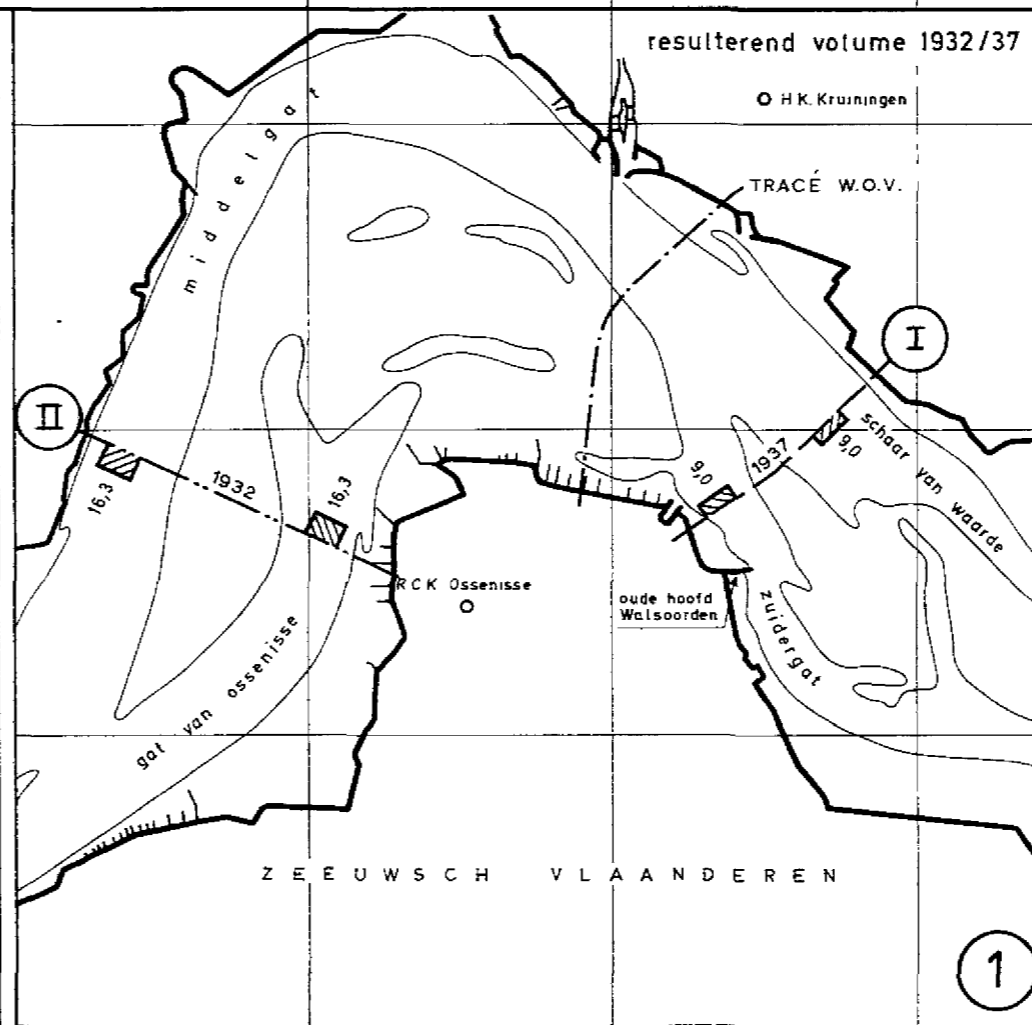 resulterend volume 1932/37
H.K. Kruiningen
TRACÉ W.O.V.
middelgat
I
II
16,3
1932
16,3
9,0
1937
9,0
schaar van waarde
RCK Ossenisse
oude hoofd
Walsoorden
zuidergat
gat van ossenisse
ZEEUWSCH VLAANDEREN
1